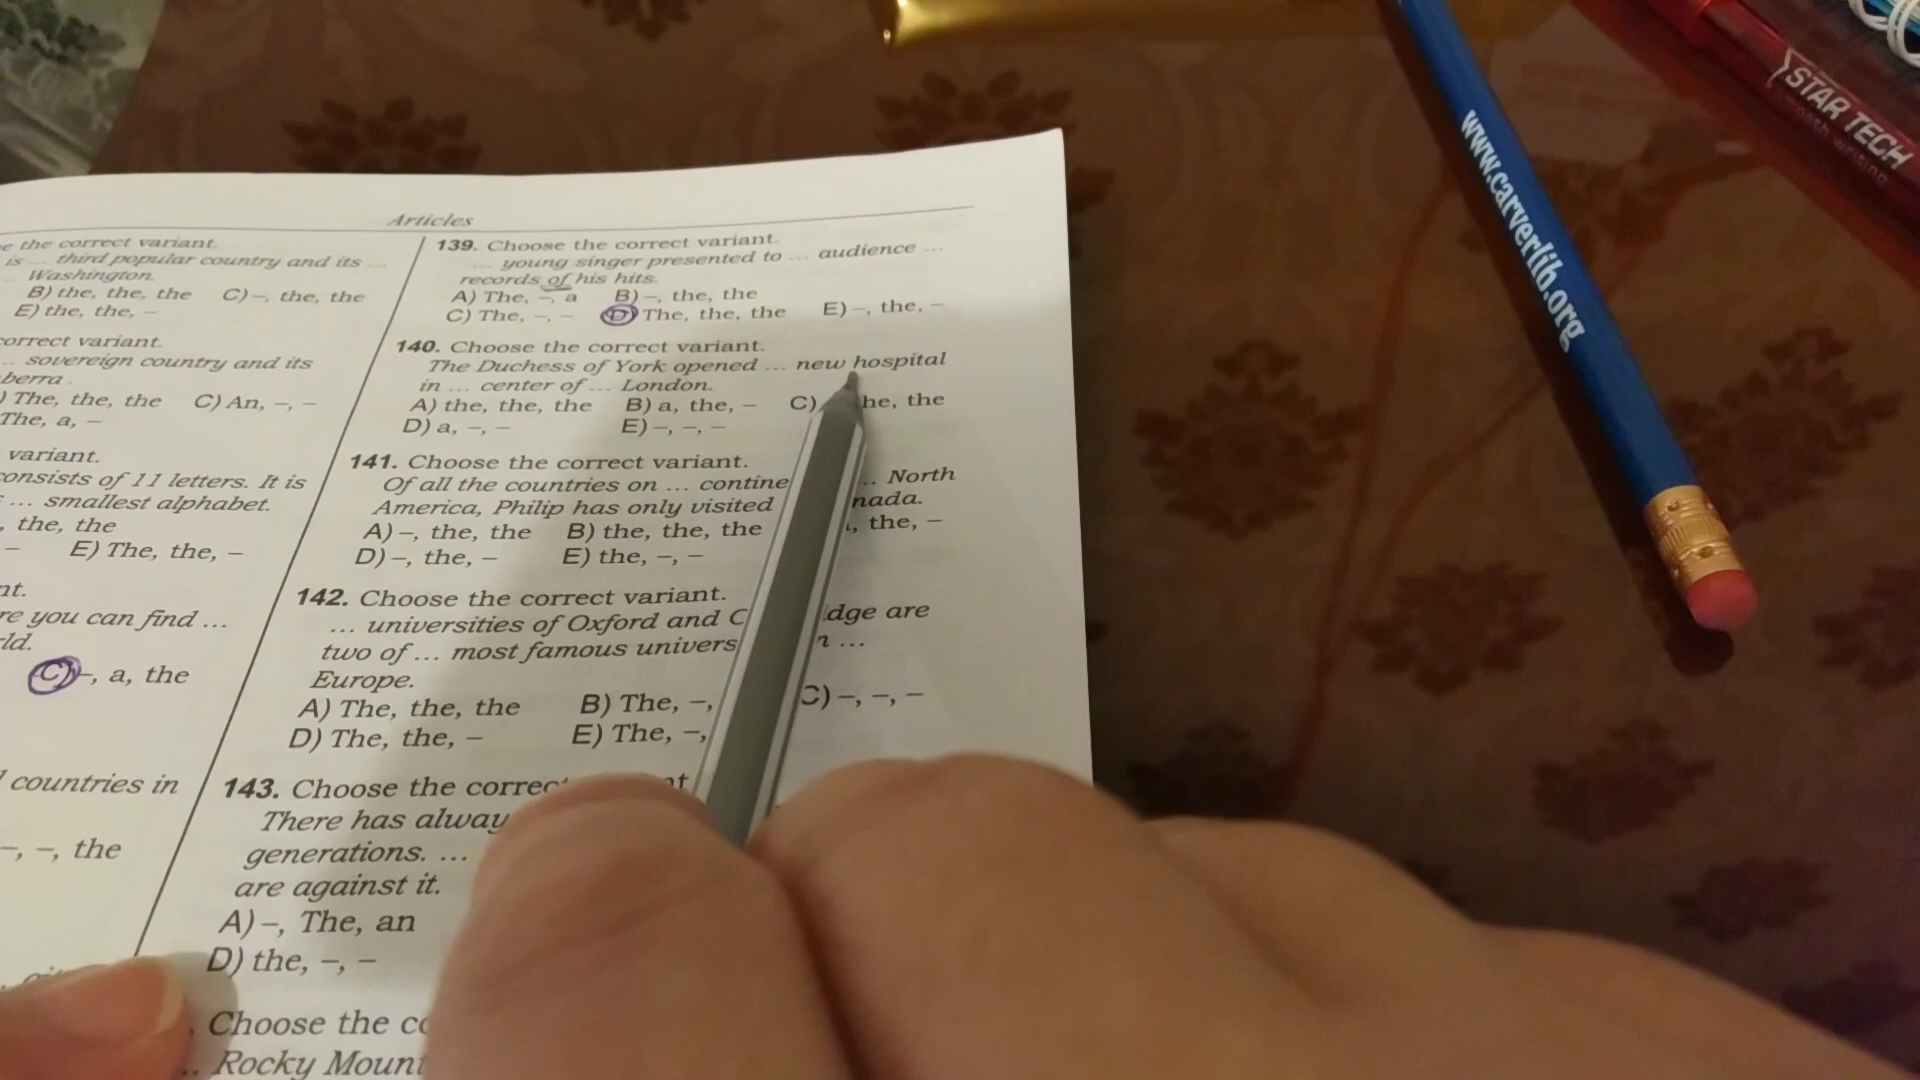 Articles
e the correct variant.
is ... third popular country and its ...
Washington.
B) the, the, the C) –, the, the
E) the, the, –
correct variant.
... sovereign country and its
berra.
) The, the, the C) An, –, –
The, a, –
variant.
consists of 11 letters. It is
... smallest alphabet.
, the, the
– E) The, the, –
nt.
re you can find ...
ld.
C) –, a, the
countries in
–, –, the
139. Choose the correct variant.
... young singer presented to ... audience ...
records of his hits.
A) The, –, a B) –, the, the
C) The, –, – D) The, the, the E) –, the, –
140. Choose the correct variant.
The Duchess of York opened ... new hospital
in ... center of ... London.
A) the, the, the B) a, the, – C) he, the
D) a, –, – E) –, –, –
141. Choose the correct variant.
Of all the countries on ... contine .. North
America, Philip has only visited nada.
A) –, the, the B) the, the, the , the, –
D) –, the, – E) the, –, –
142. Choose the correct variant.
... universities of Oxford and C idge are
two of ... most famous univers n ...
Europe.
A) The, the, the B) The, –, C) –, –, –
D) The, the, – E) The, –,
143. Choose the correc nt
There has alway
generations. ...
are against it.
A) –, The, an
D) the, –, –
. Choose the co
.. Rocky Mount
www.carverlib.org
STAR TECH
smooth writing